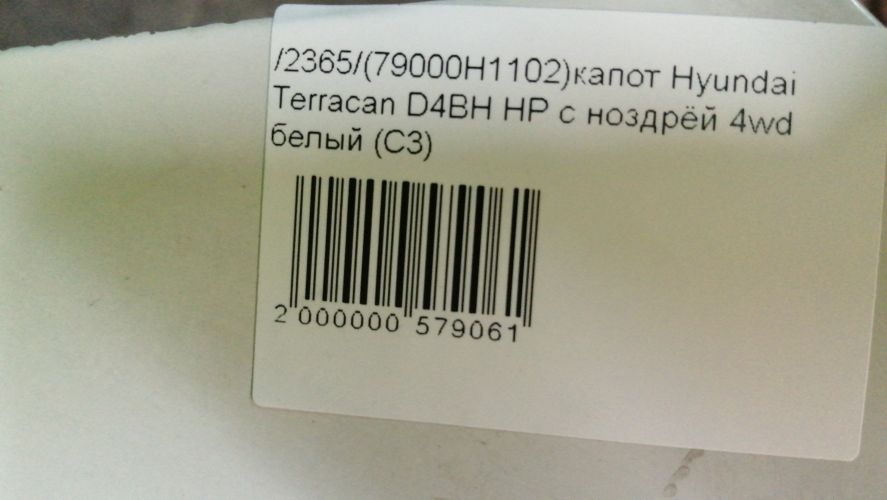 /2365/(79000H1102)капот Hyundai
Terracan D4BH HP с ноздрёй 4wd
белый (С3)
2 000000 579061